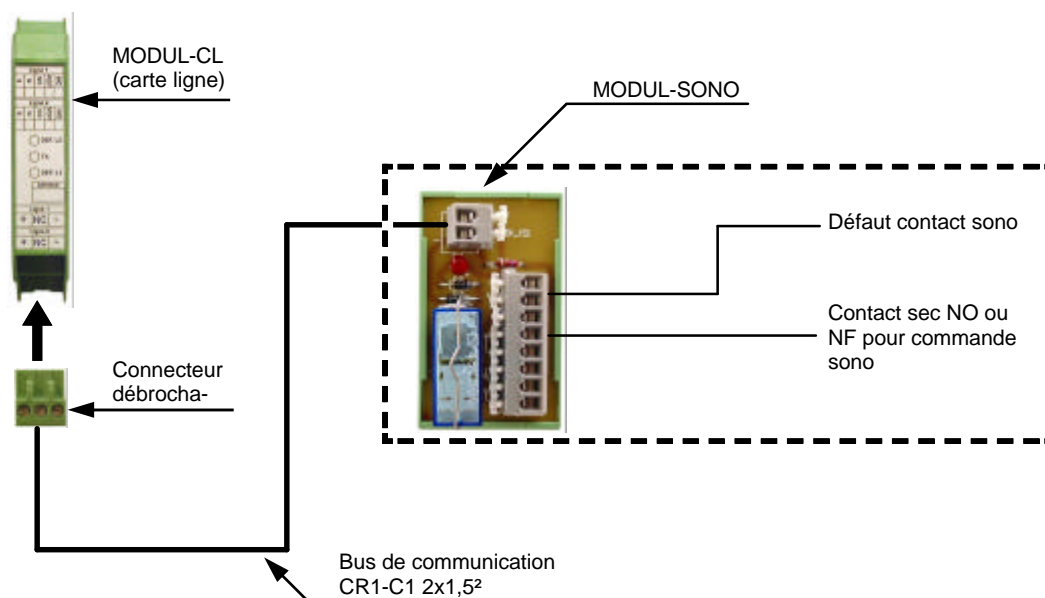 MODUL-CL
(carte ligne)
MODUL-SONO
Défaut contact sono
Contact sec NO ou
NF pour commande
sono
Connecteur
débrocha-
Bus de communication
CR1-C1 2x1,5²